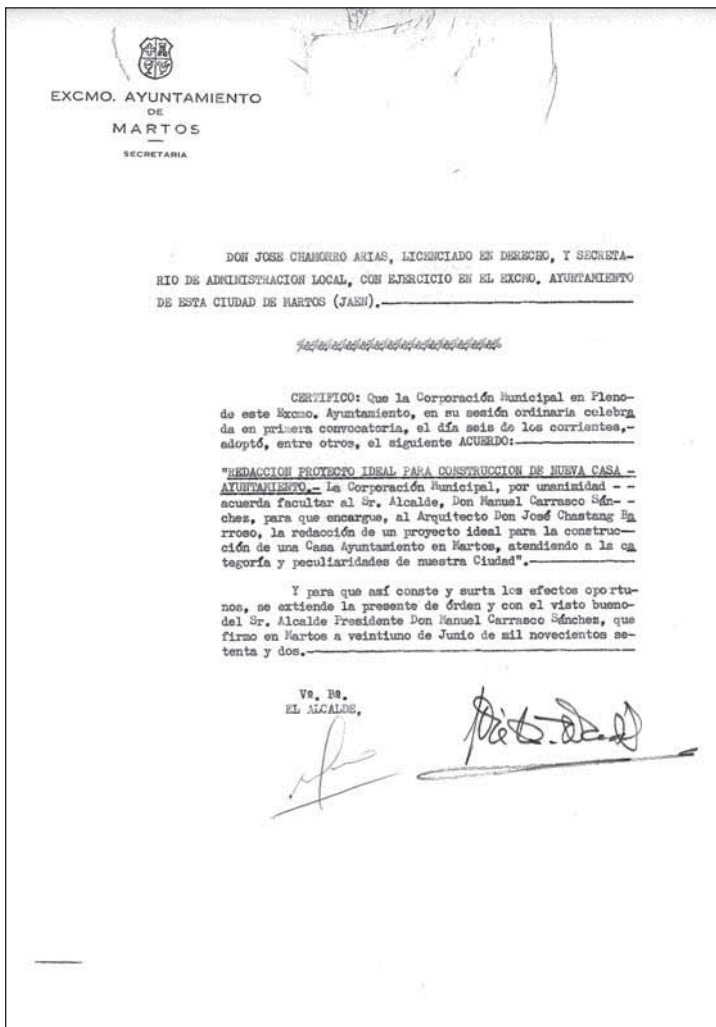 EXCMO. AYUNTAMIENTO
DE
MARTOS
SECRETARIA
DON JOSE CHAMORRO ARIAS, LICENCIADO EN DERECHO, Y SECRETA-
RIO DE ADMINISTRACION LOCAL, CON EJERCICIO EN EL EXCMO. AYUNTAMIENTO
DE ESTA CIUDAD DE MARTOS (JAEN).-
CERTIFICO: Que la Corporación Municipal en Pleno-
de este Excmo. Ayuntamiento, en su sesión ordinaria celebra
da en primera convocatoria, el día seis de los corrientes,-
adoptó, entre otros, el siguiente ACUERDO:-
"REDACCION PROYECTO IDEAL PARA CONSTRUCCION DE NUEVA CASA -
AYUNTAMIENTO.- La Corporación Municipal, por unanimidad - -
acuerda facultar al Sr. Alcalde, Don Manuel Carrasco Sán- -
chez, para que encargue, al Arquitecto Don José Chastang Ba
rroso, la redacción de un proyecto ideal para la construc-
ción de una Casa Ayuntamiento en Martos, atendiendo a la ca
tegoría y peculiaridades de nuestra Ciudad".-
Y para que así conste y surta los efectos oportu-
nos, se extiende la presente de órden y con el visto bueno-
del Sr. Alcalde Presidente Don Manuel Carrasco Sánchez, que
firmo en Martos a veintiuno de Junio de mil novecientos se-
tenta y dos.-
Vº. Bº.
EL ALCALDE,